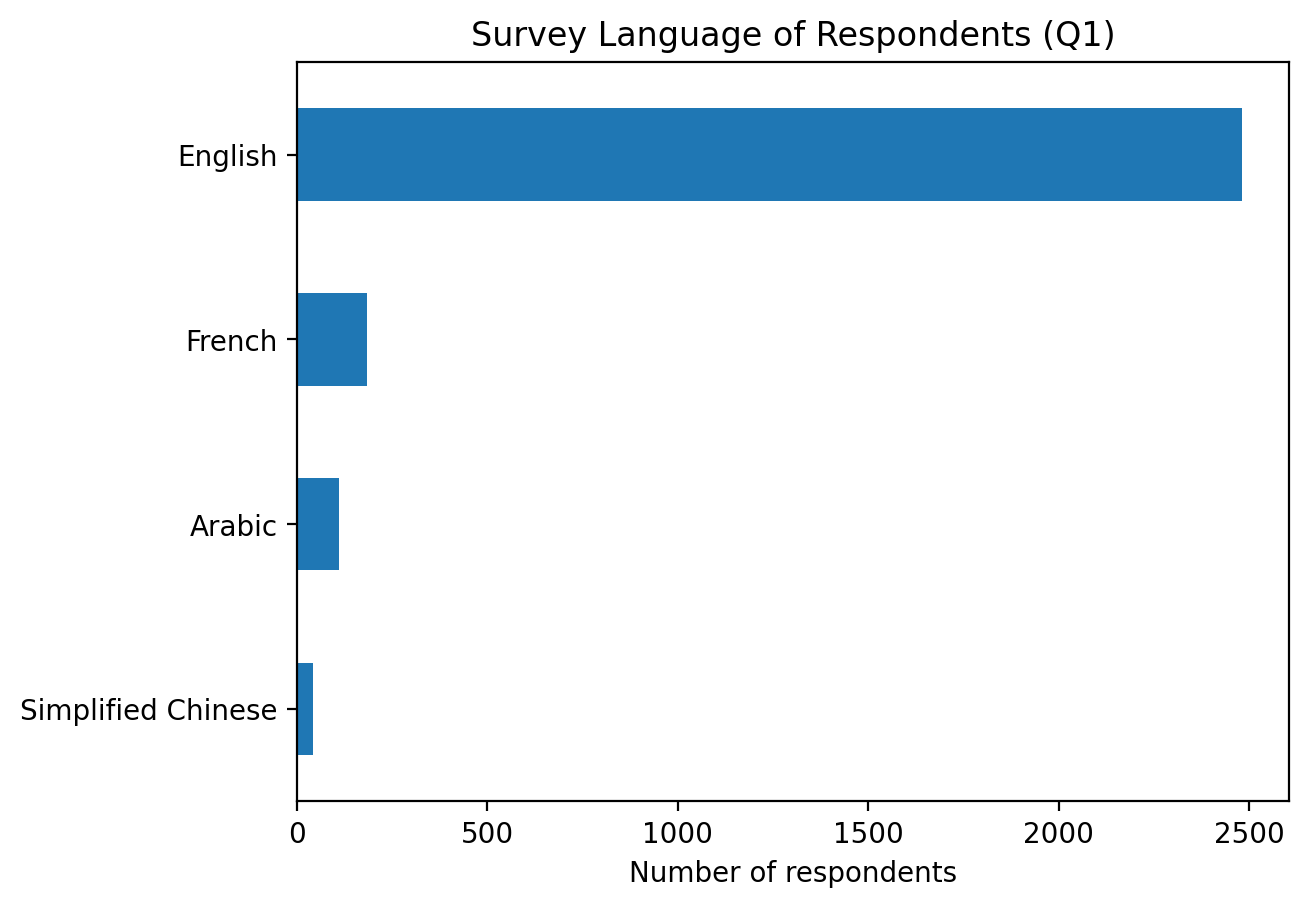 Survey Language of Respondents (Q1)
English
French
Arabic
Simplified Chinese
0 500 1000 1500 2000 2500
Number of respondents